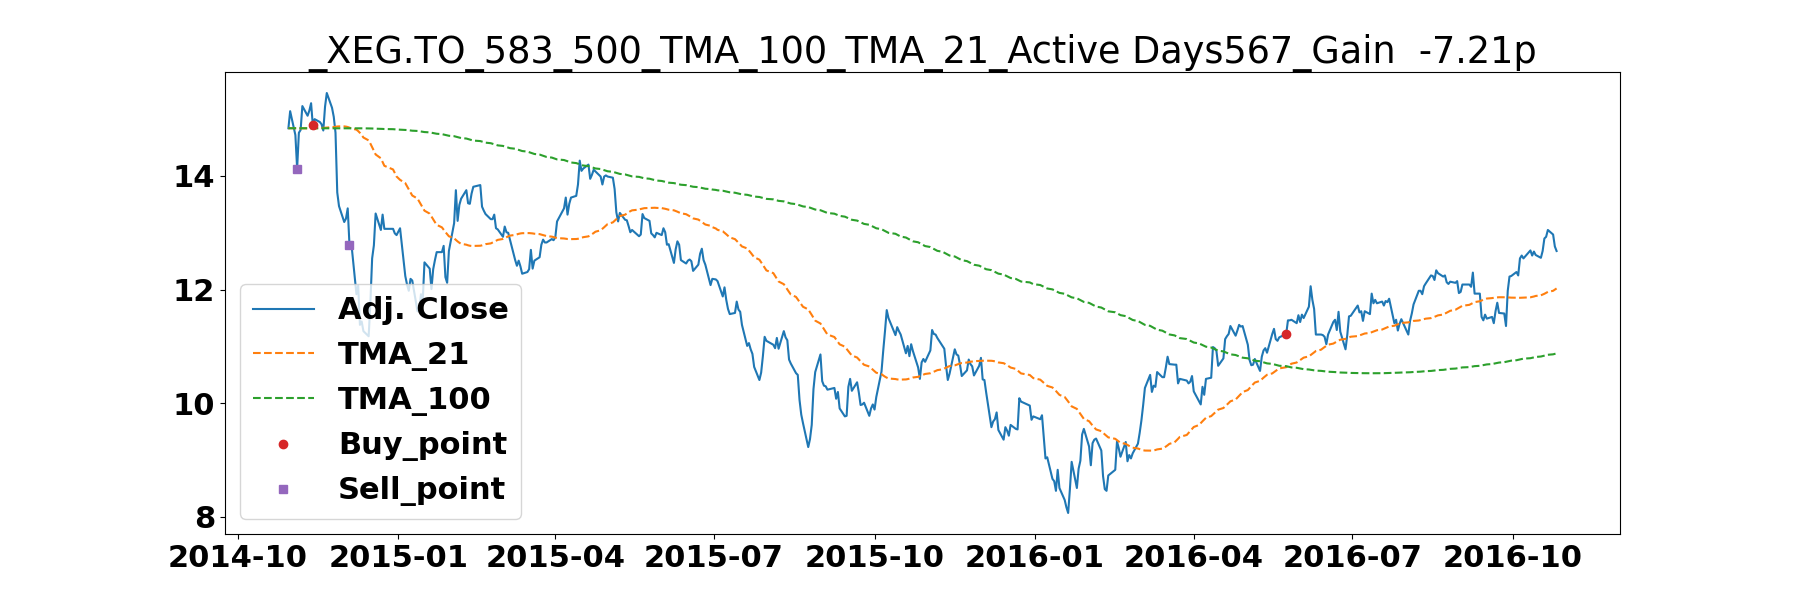 _XEG.TO_583_500_TMA_100_TMA_21_Active Days567_Gain  -7.21p
14
12
10
8
Adj. Close
TMA_21
TMA_100
Buy_point
Sell_point
2014-10 2015-01 2015-04 2015-07 2015-10 2016-01 2016-04 2016-07 2016-10